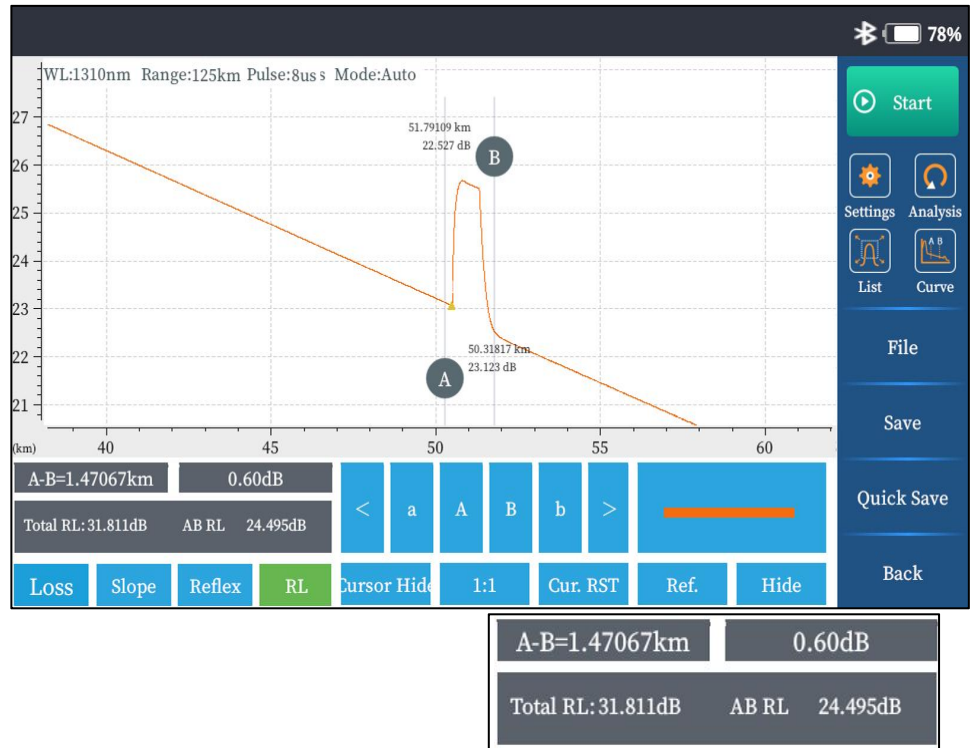 78%
WL:1310nm Range:125km Pulse:8us s Mode:Auto
Start
27
51.79109 km
22.527 dB
B
26
Settings Analysis
25
A B
24
List Curve
23
File
50.31817 km
23.123 dB
22
A
21
Save
(km) 40 45 50 55 60
A-B=1.47067km 0.60dB
< a A B b >
Quick Save
Total RL:31.811dB AB RL 24.495dB
Back
Loss Slope Reflex RL Cursor Hide 1:1 Cur. RST Ref. Hide
A-B=1.47067km 0.60dB
Total RL:31.811dB AB RL 24.495dB